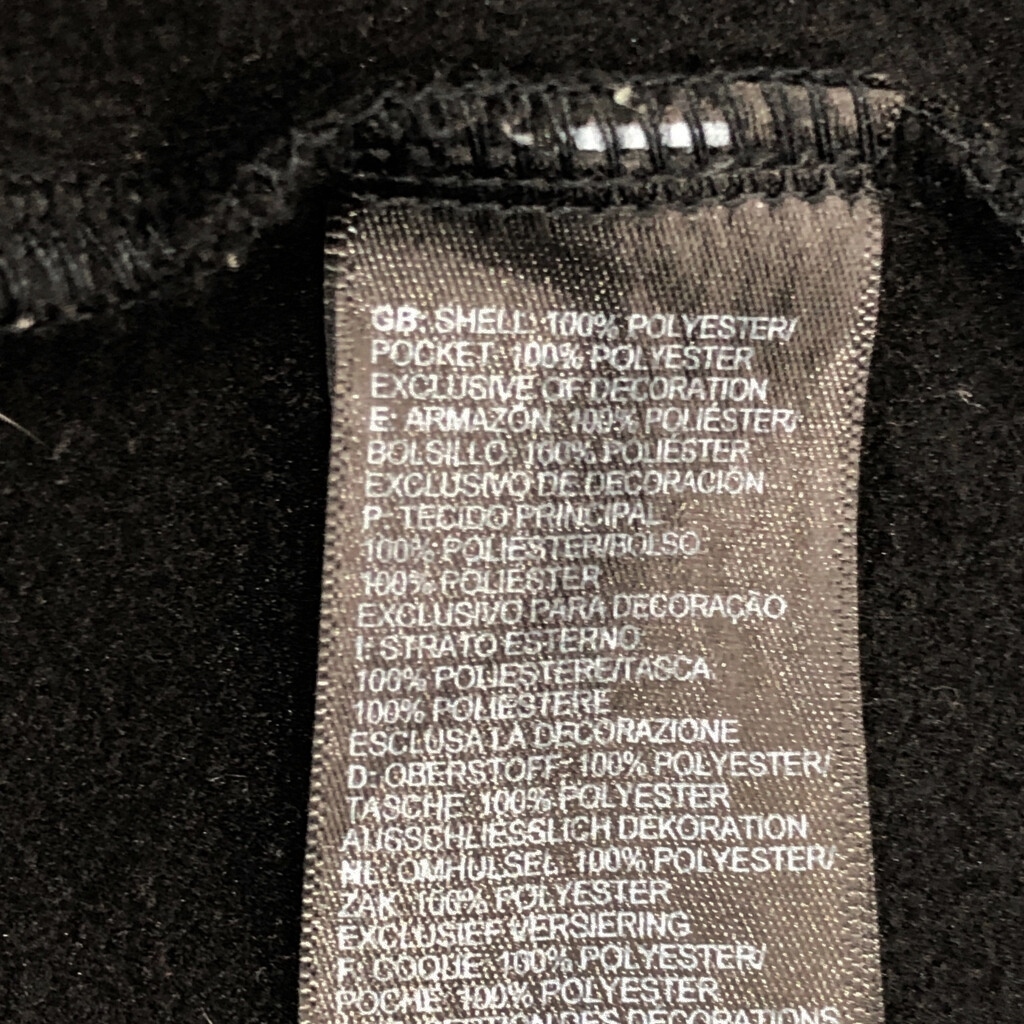 GB: SHELL: 100% POLYESTER/
POCKET: 100% POLYESTER
EXCLUSIVE OF DECORATION
E: ARMAZÓN: 100% POLIÉSTER/
BOLSILLO: 100% POLIÉSTER
EXCLUSIVO DE DECORACIÓN
P: TECIDO PRINCIPAL:
100% POLIÉSTER/BOLSO:
100% POLIÉSTER
EXCLUSIVO PARA DECORAÇÃO
I: STRATO ESTERNO:
100% POLIESTERE/TASCA:
100% POLIESTERE
ESCLUSA LA DECORAZIONE
D: OBERSTOFF: 100% POLYESTER/
TASCHE: 100% POLYESTER
AUSSCHLIESSLICH DEKORATION
NL: OMHULSEL: 100% POLYESTER/
ZAK: 100% POLYESTER
EXCLUSIEF VERSIERING
F: COQUE: 100% POLYESTER/
POCHE: 100% POLYESTER
DES DECORATIONS